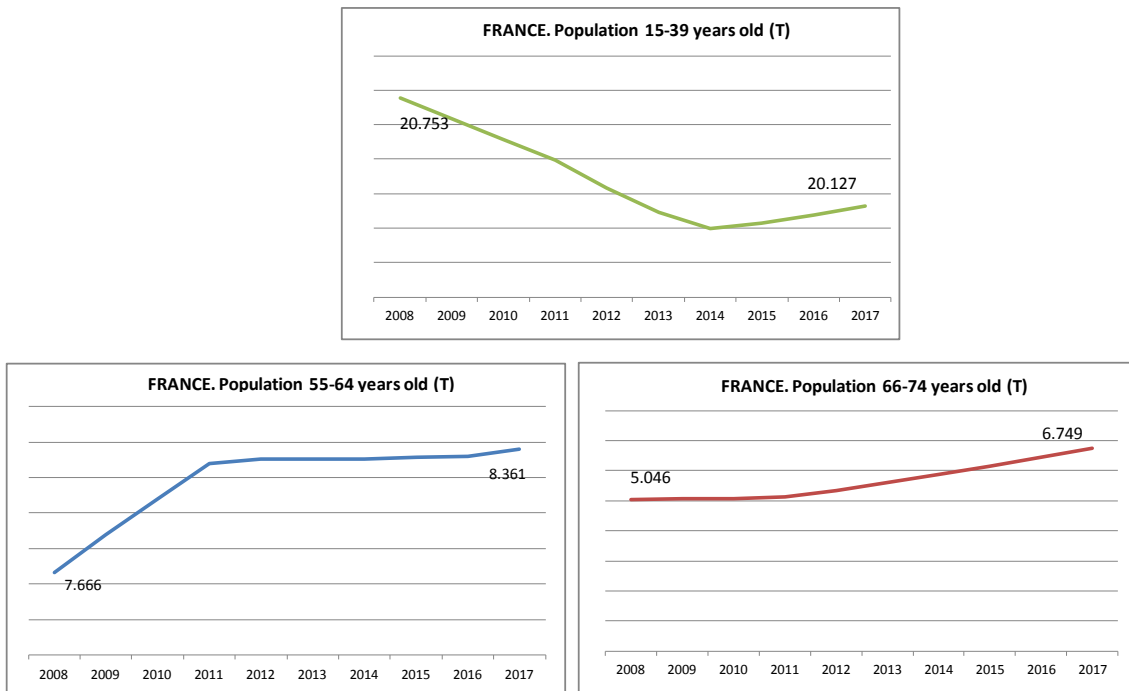 FRANCE. Population 15-39 years old (T)
20.753
20.127
2008 2009 2010 2011 2012 2013 2014 2015 2016 2017
FRANCE. Population 55-64 years old (T)
8.361
7.666
2008 2009 2010 2011 2012 2013 2014 2015 2016 2017
FRANCE. Population 66-74 years old (T)
6.749
5.046
2008 2009 2010 2011 2012 2013 2014 2015 2016 2017